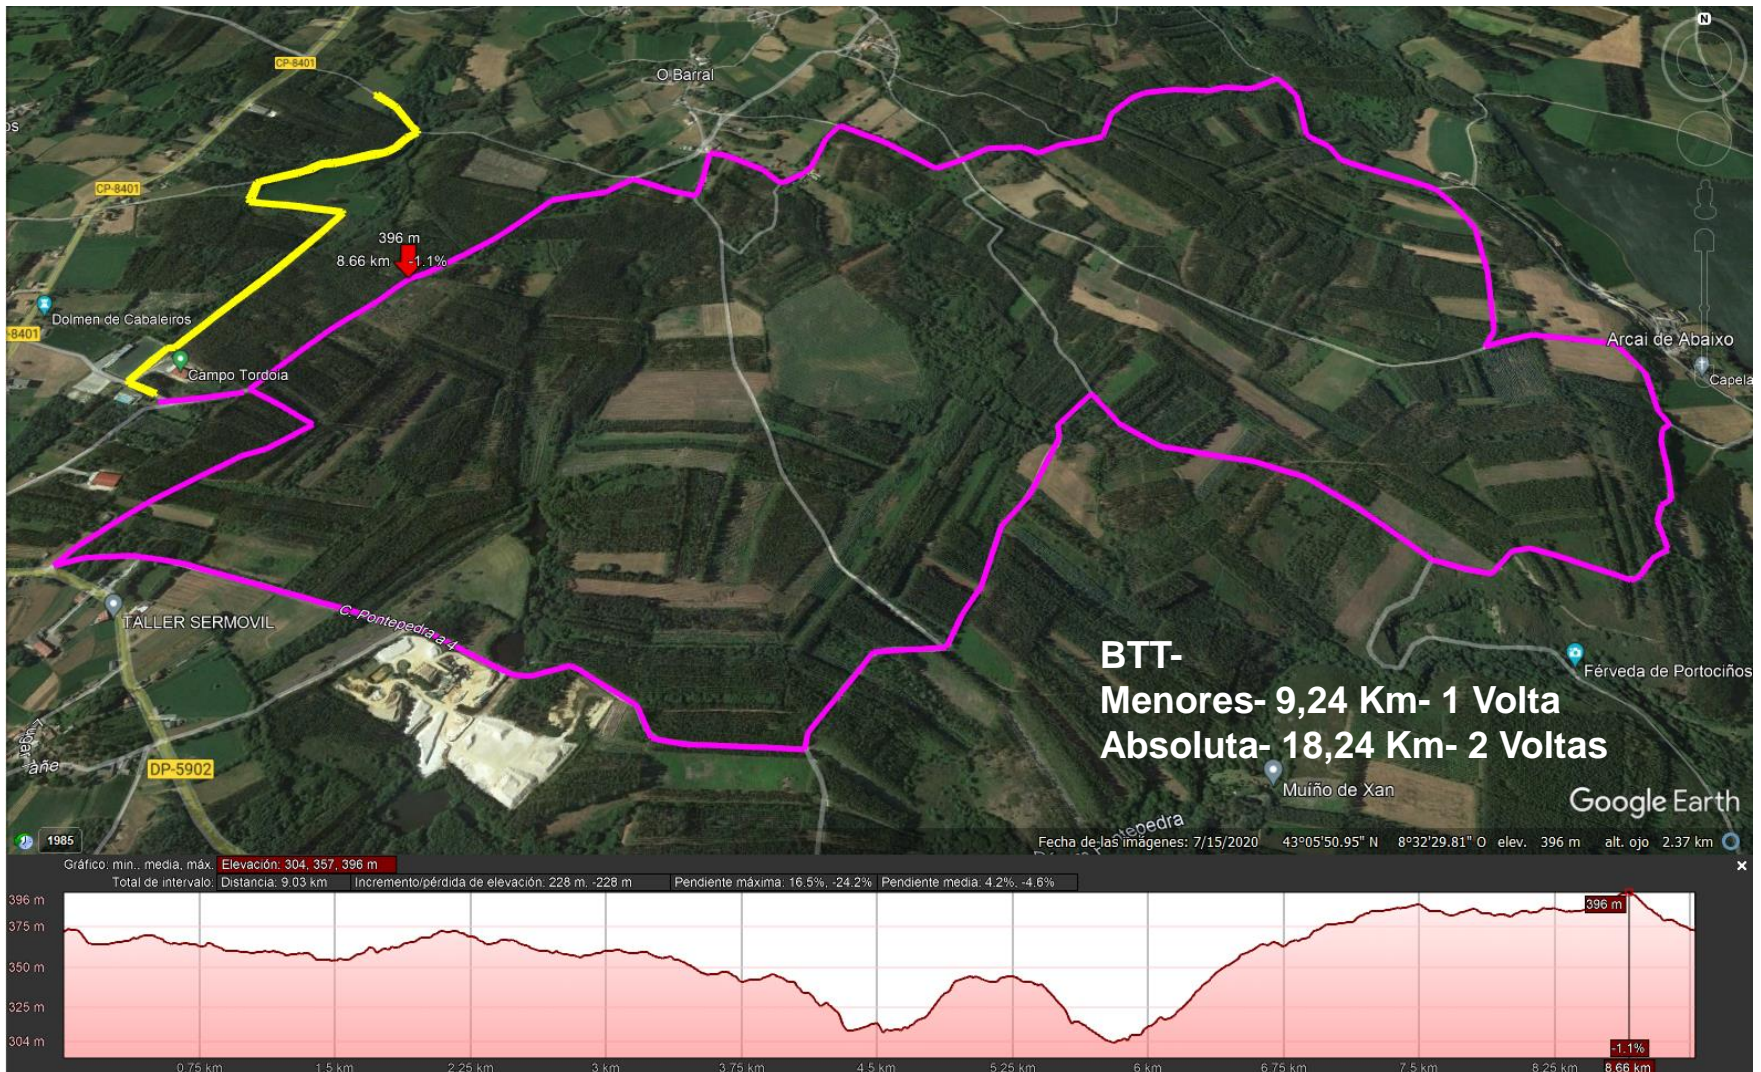 N
CP-8401
O Barral
os
CP-8401
396 m
8.66 km -1.1%
Dolmen de Cabaleiros
-8401
Campo Tordoia
Arcai de Abaixo
Capela
TALLER SERMOVIL
C. Pontepedra a 4
BTT-
Menores- 9,24 Km- 1 Volta
Absoluta- 18,24 Km- 2 Voltas
Férveda de Portociños
Lugar
añe
DP-5902
Muíño de Xan
Google Earth
1985
Fecha de las imágenes: 7/15/2020 43°05'50.95" N 8°32'29.81" O elev. 396 m alt. ojo 2.37 km
Gráfico: min., media, máx. Elevación: 304, 357, 396 m
Total de intervalo: Distancia: 9.03 km Incremento/pérdida de elevación: 228 m, -228 m Pendiente máxima: 16.5%, -24.2% Pendiente media: 4.2%, -4.6%
396 m
396 m
375 m
350 m
325 m
304 m
-1.1%
0.75 km 1.5 km 2.25 km 3 km 3.75 km 4.5 km 5.25 km 6 km 6.75 km 7.5 km 8.25 km 8.66 km